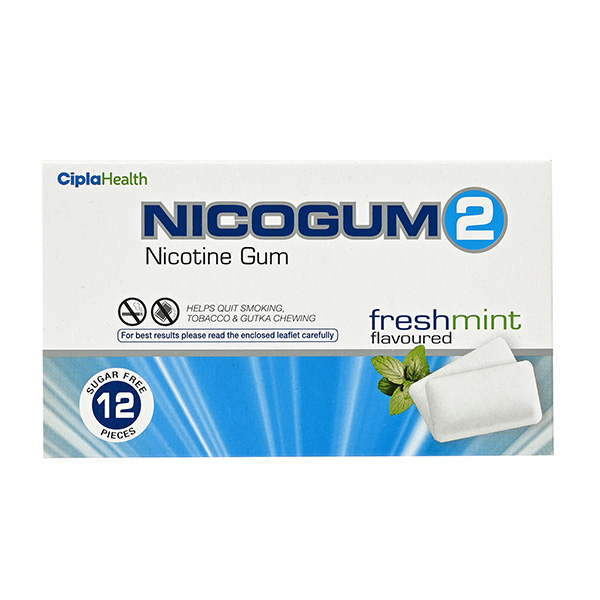 CiplaHealth
NICOGUM 2
Nicotine Gum
HELPS QUIT SMOKING,
TOBACCO & GUTKA CHEWING
For best results please read the enclosed leaflet carefully
freshmint
flavoured
SUGAR FREE
12
PIECES